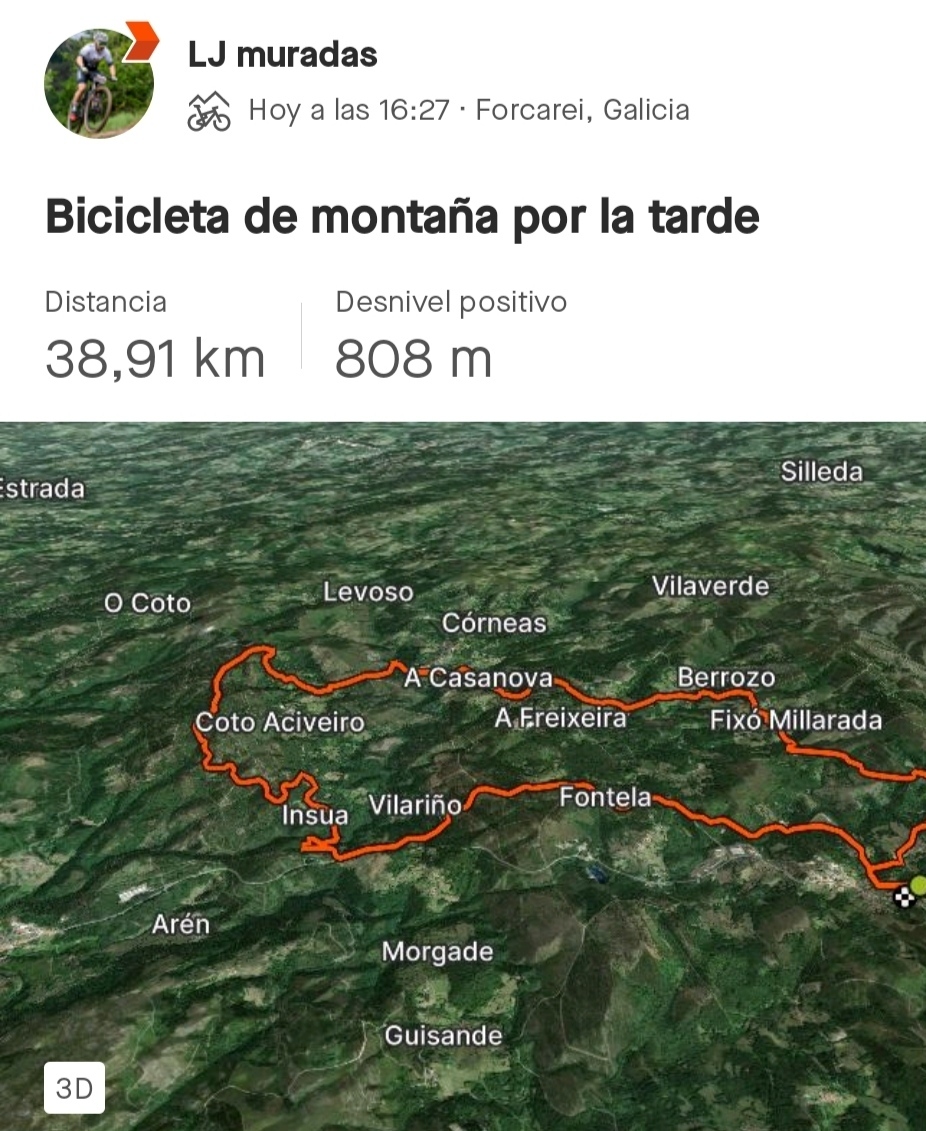 LJ muradas
Hoy a las 16:27 · Forcarei, Galicia
Bicicleta de montaña por la tarde
Distancia
Desnivel positivo
38,91 km
808 m
Silleda
Estrada
Vilaverde
Levoso
O Coto
Córneas
A Casanova
Berrozo
A Freixeira
Fixó Millarada
Coto Aciveiro
Fontela
Vilariño
Insua
Arén
Morgade
Guisande
3D